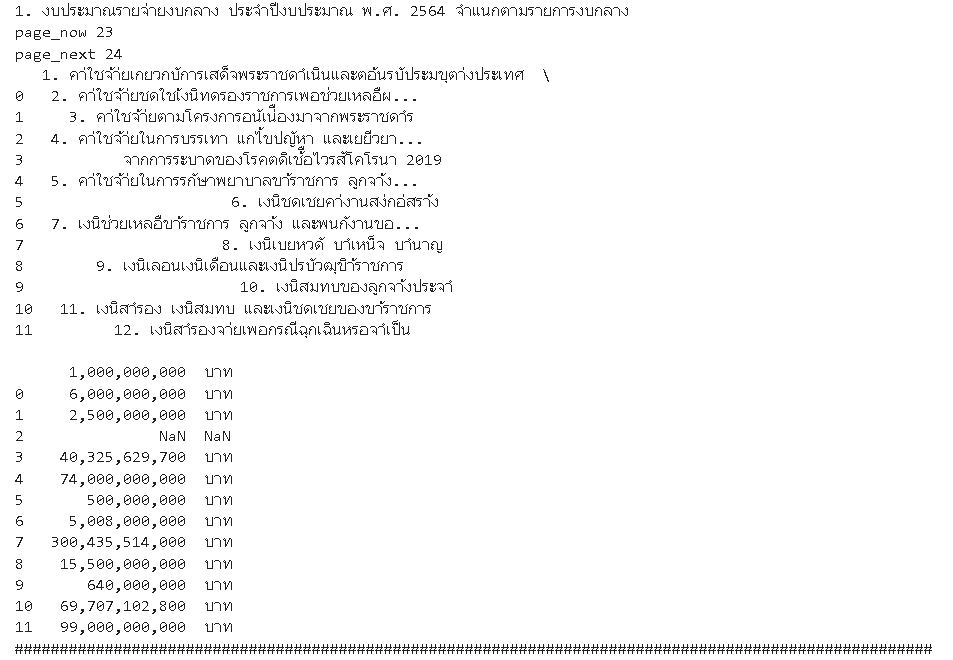 1. งบประมาณรายจ่ายงบกลาง ประจำปีงบประมาณ พ.ศ. 2564 จำแนกตามรายการงบกลาง
page_now 23
page_next 24
1. คา่ใชจ้า่ยเกยวกบัการเสด็จพระราชดาํเนินและตอ้นรบัประมขุตา่งประเทศ \
0 2. คา่ใชจ้า่ยชดใชเ้งนิทดรองราชการเพอช่วยเหลอืผ...
1 3. คา่ใชจ้า่ยตามโครงการอนัเนื่องมาจากพระราชดาํร
2 4. คา่ใชจ้า่ยในการบรรเทา แกไ้ขปญัหา และเยยีวยา...
3 จากการระบาดของโรคตดิเชื้อไวรสัโคโรนา 2019
4 5. คา่ใชจ้า่ยในการรกัษาพยาบาลขา้ราชการ ลูกจา้ง...
5 6. เงนิชดเชยคา่งานสง่กอ่สรา้ง
6 7. เงนิช่วยเหลอืขา้ราชการ ลูกจา้ง และพนกังานขอ...
7 8. เงนิเบยหวดั บาํเหน็จ บาํนาญ
8 9. เงนิเลอนเงนิเดือนและเงนิปรบัวฒุขิา้ราชการ
9 10. เงนิสมทบของลูกจา้งประจาํ
10 11. เงนิสาํรอง เงนิสมทบ และเงนิชดเชยของขา้ราชการ
11 12. เงนิสาํรองจา่ยเพอกรณีฉุกเฉินหรอจาํเป็น
1,000,000,000 บาท
0 6,000,000,000 บาท
1 2,500,000,000 บาท
2 NaN NaN
3 40,325,629,700 บาท
4 74,000,000,000 บาท
5 500,000,000 บาท
6 5,008,000,000 บาท
7 300,435,514,000 บาท
8 15,500,000,000 บาท
9 640,000,000 บาท
10 69,707,102,800 บาท
11 99,000,000,000 บาท
######################################################################################################